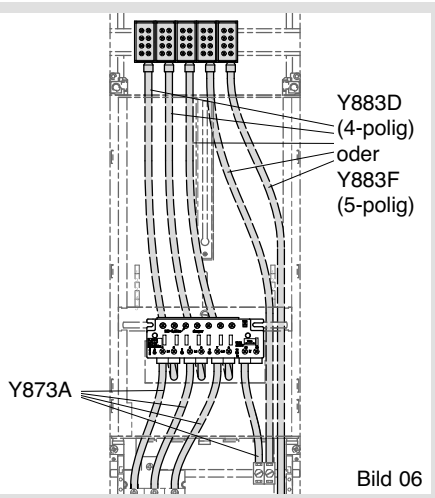 Y883D
(4-polig)
oder
Y883F
(5-polig)
Y873A
Bild 06